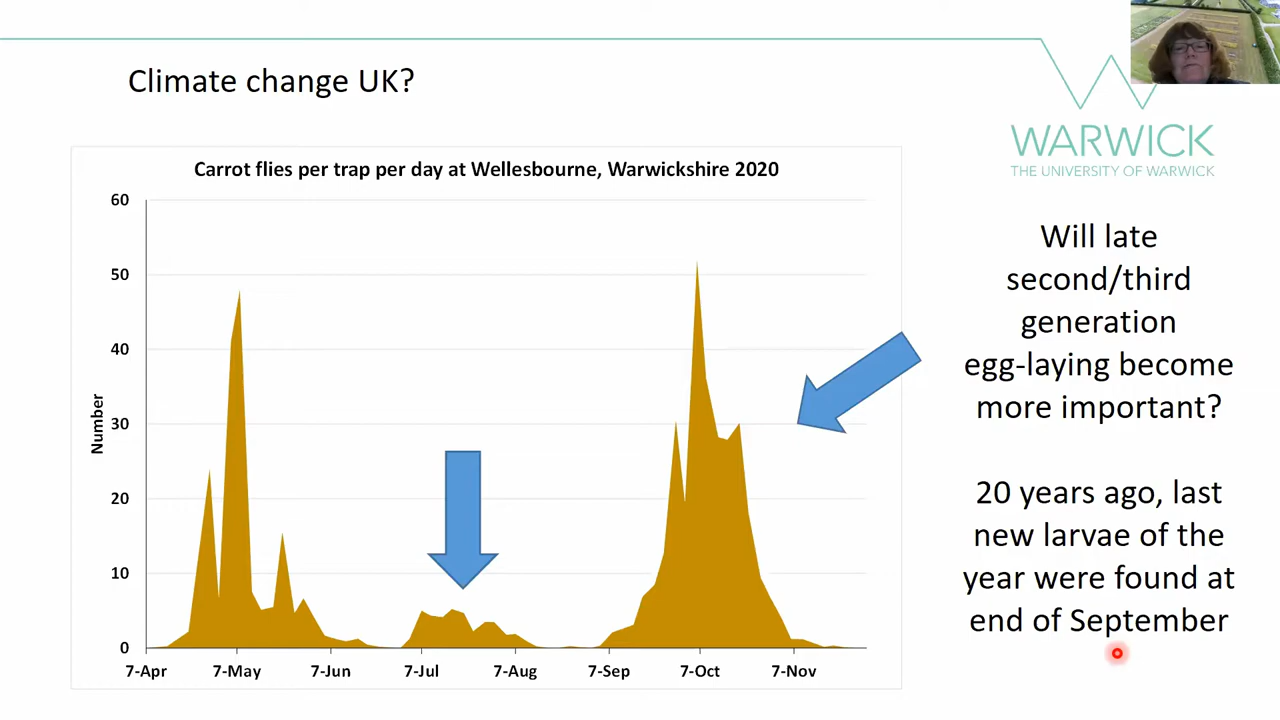 Climate change UK?
WARWICK
THE UNIVERSITY OF WARWICK
Carrot flies per trap per day at Wellesbourne, Warwickshire 2020
Number
60
50
40
30
20
10
0
7-Apr 7-May 7-Jun 7-Jul 7-Aug 7-Sep 7-Oct 7-Nov
Will late
second/third
generation
egg-laying become
more important?
20 years ago, last
new larvae of the
year were found at
end of September